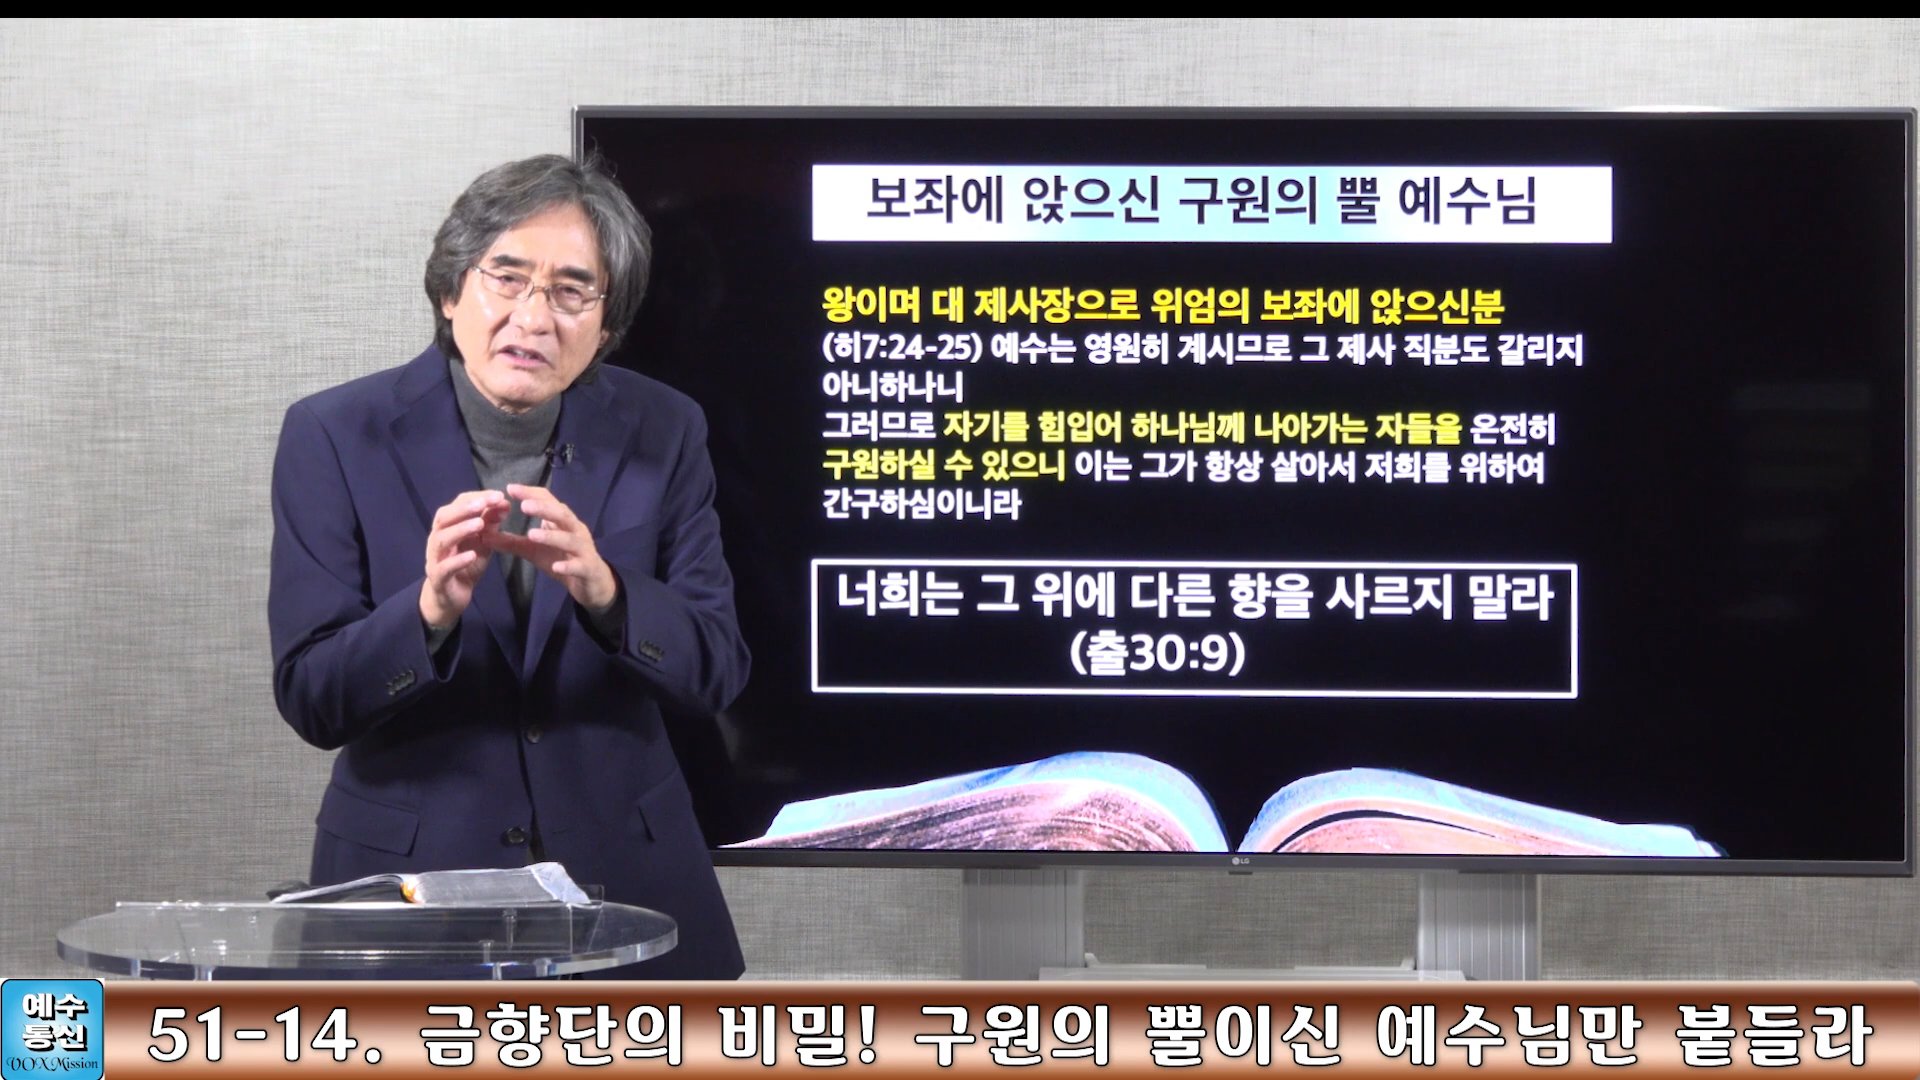 보좌에 앉으신 구원의 뿔 예수님
왕이며 대 제사장으로 위엄의 보좌에 앉으신분
(히7:24-25) 예수는 영원히 계시므로 그 제사 직분도 갈리지
아니하나니
그러므로 자기를 힘입어 하나님께 나아가는 자들을 온전히
구원하실 수 있으니 이는 그가 항상 살아서 저희를 위하여
간구하심이니라
너희는 그 위에 다른 향을 사르지 말라
(출30:9)
LG
예수
통신
VOX Mission
51-14. 금향단의 비밀! 구원의 뿔이신 예수님만 붙들라